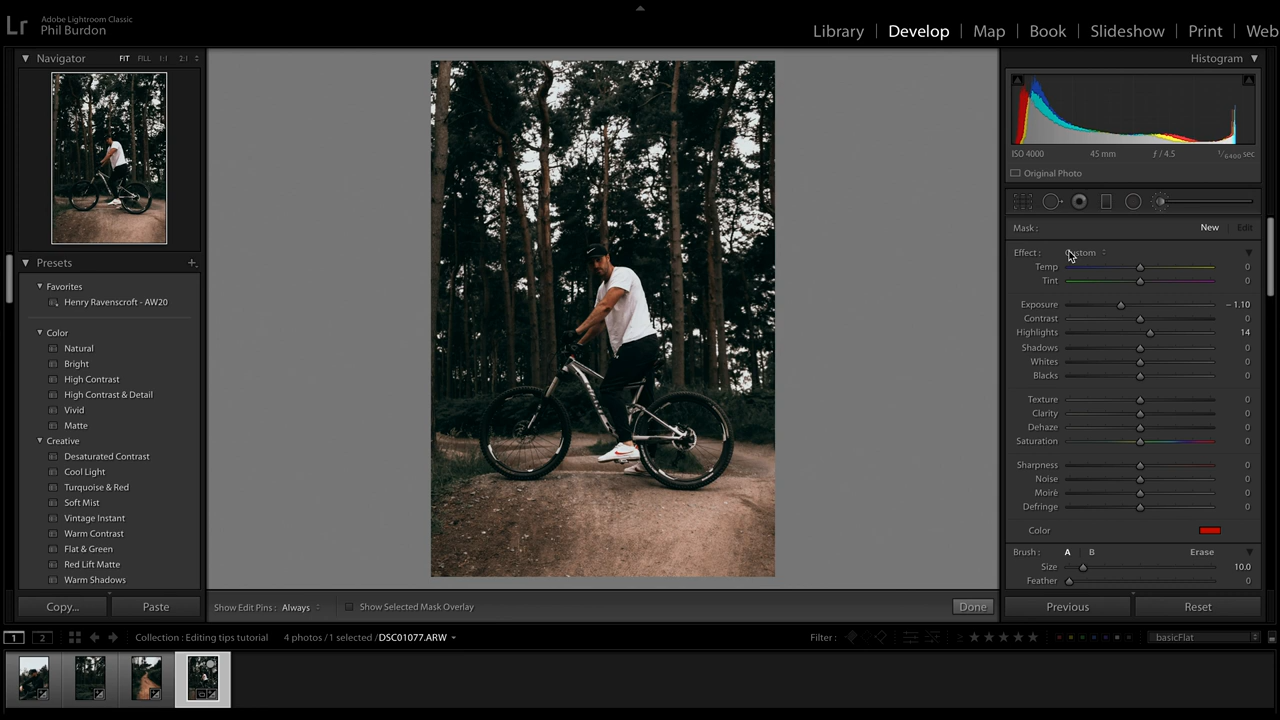 Lr
Adobe Lightroom Classic
Phil Burdon
Library | Develop | Map | Book | Slideshow | Print | Web
Navigator FIT FILL 1:1 2:1
Presets +
Favorites
Henry Ravenscroft - AW20
Color
Natural
Bright
High Contrast
High Contrast & Detail
Vivid
Matte
Creative
Desaturated Contrast
Cool Light
Turquoise & Red
Soft Mist
Vintage Instant
Warm Contrast
Flat & Green
Red Lift Matte
Warm Shadows
Copy... Paste
Show Edit Pins : Always Show Selected Mask Overlay Done
Histogram
ISO 4000 45 mm ƒ / 4.5 1/6400 sec
Original Photo
Mask : New Edit
Effect : Custom
Temp 0
Tint 0
Exposure – 1.10
Contrast 0
Highlights 14
Shadows 0
Whites 0
Blacks 0
Texture 0
Clarity 0
Dehaze 0
Saturation 0
Sharpness 0
Noise 0
Moiré 0
Defringe 0
Color
Brush : A B Erase
Size 10.0
Feather 0
Previous Reset
1 2 Collection : Editing tips tutorial 4 photos / 1 selected / DSC01077.ARW Filter : basicFlat